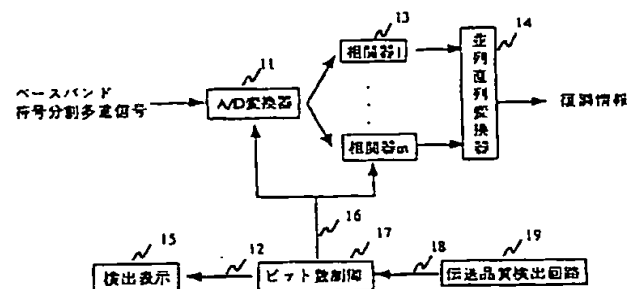 13
相関器1
14
並列直列変換器
11
ベースバンド
符号分割多重信号
A/D変換器
復調情報
相関器m
16
15
17
19
12
18
検出表示
ビット数制御
伝送品質検出回路